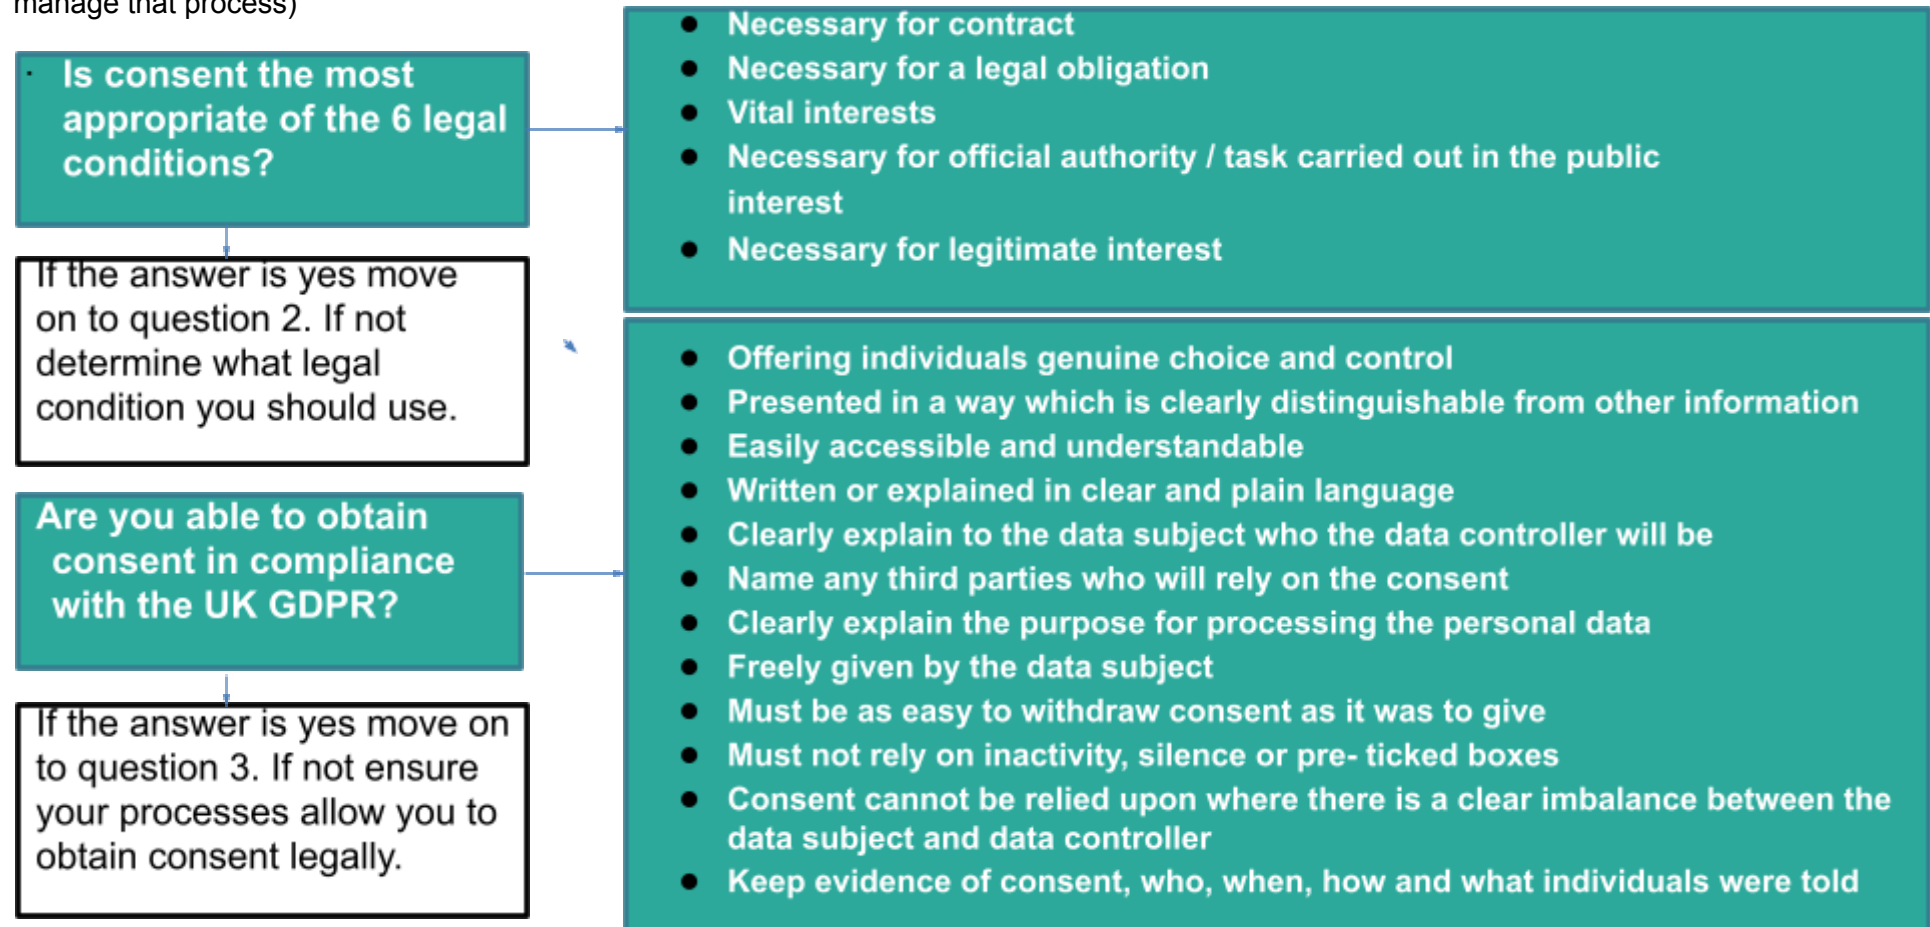 manage that process)
· Is consent the most
appropriate of the 6 legal
conditions?
● Necessary for contract
● Necessary for a legal obligation
● Vital interests
● Necessary for official authority / task carried out in the public
interest
● Necessary for legitimate interest
If the answer is yes move
on to question 2. If not
determine what legal
condition you should use.
Are you able to obtain
consent in compliance
with the UK GDPR?
● Offering individuals genuine choice and control
● Presented in a way which is clearly distinguishable from other information
● Easily accessible and understandable
● Written or explained in clear and plain language
● Clearly explain to the data subject who the data controller will be
● Name any third parties who will rely on the consent
● Clearly explain the purpose for processing the personal data
● Freely given by the data subject
● Must be as easy to withdraw consent as it was to give
● Must not rely on inactivity, silence or pre- ticked boxes
● Consent cannot be relied upon where there is a clear imbalance between the
data subject and data controller
● Keep evidence of consent, who, when, how and what individuals were told
If the answer is yes move on
to question 3. If not ensure
your processes allow you to
obtain consent legally.